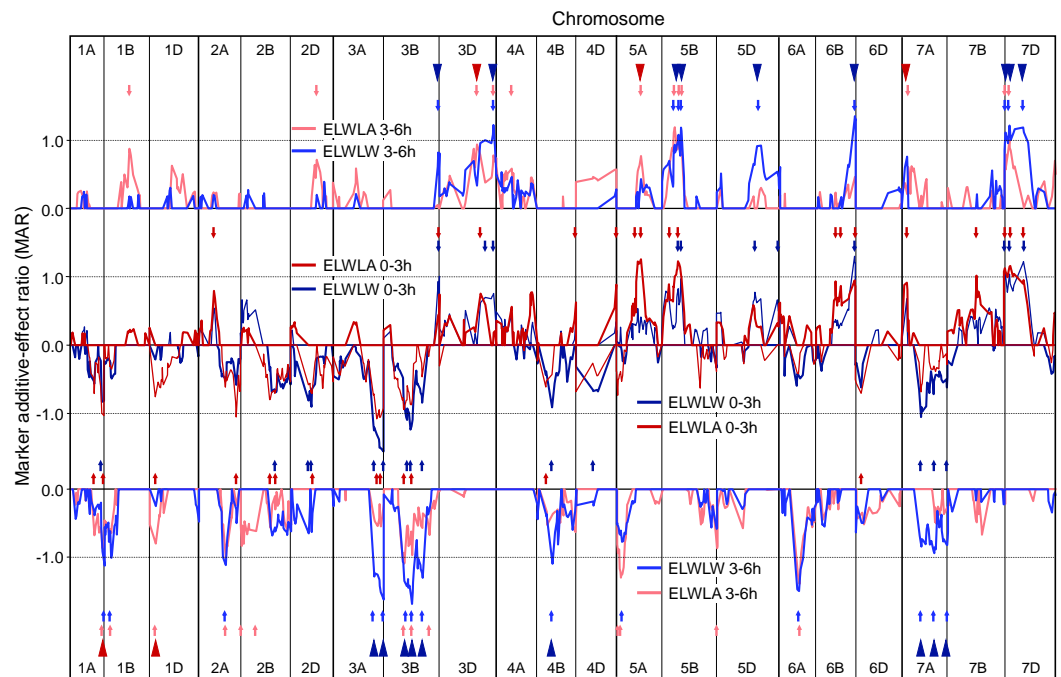 Chromosome
1A 1B 1D 2A 2B 2D 3A 3B 3D 4A 4B 4D 5A 5B 5D 6A 6B 6D 7A 7B 7D
ELWLA 3-6h
1.0
ELWLW 3-6h
0.0
ELWLA 0-3h
1.0
ELWLW 0-3h
Marker additive-effect ratio (MAR)
0.0
ELWLW 0-3h
-1.0
ELWLA 0-3h
0.0
-1.0
ELWLW 3-6h
ELWLA 3-6h
1A 1B 1D 2A 2B 2D 3A 3B 3D 4A 4B 4D 5A 5B 5D 6A 6B 6D 7A 7B 7D